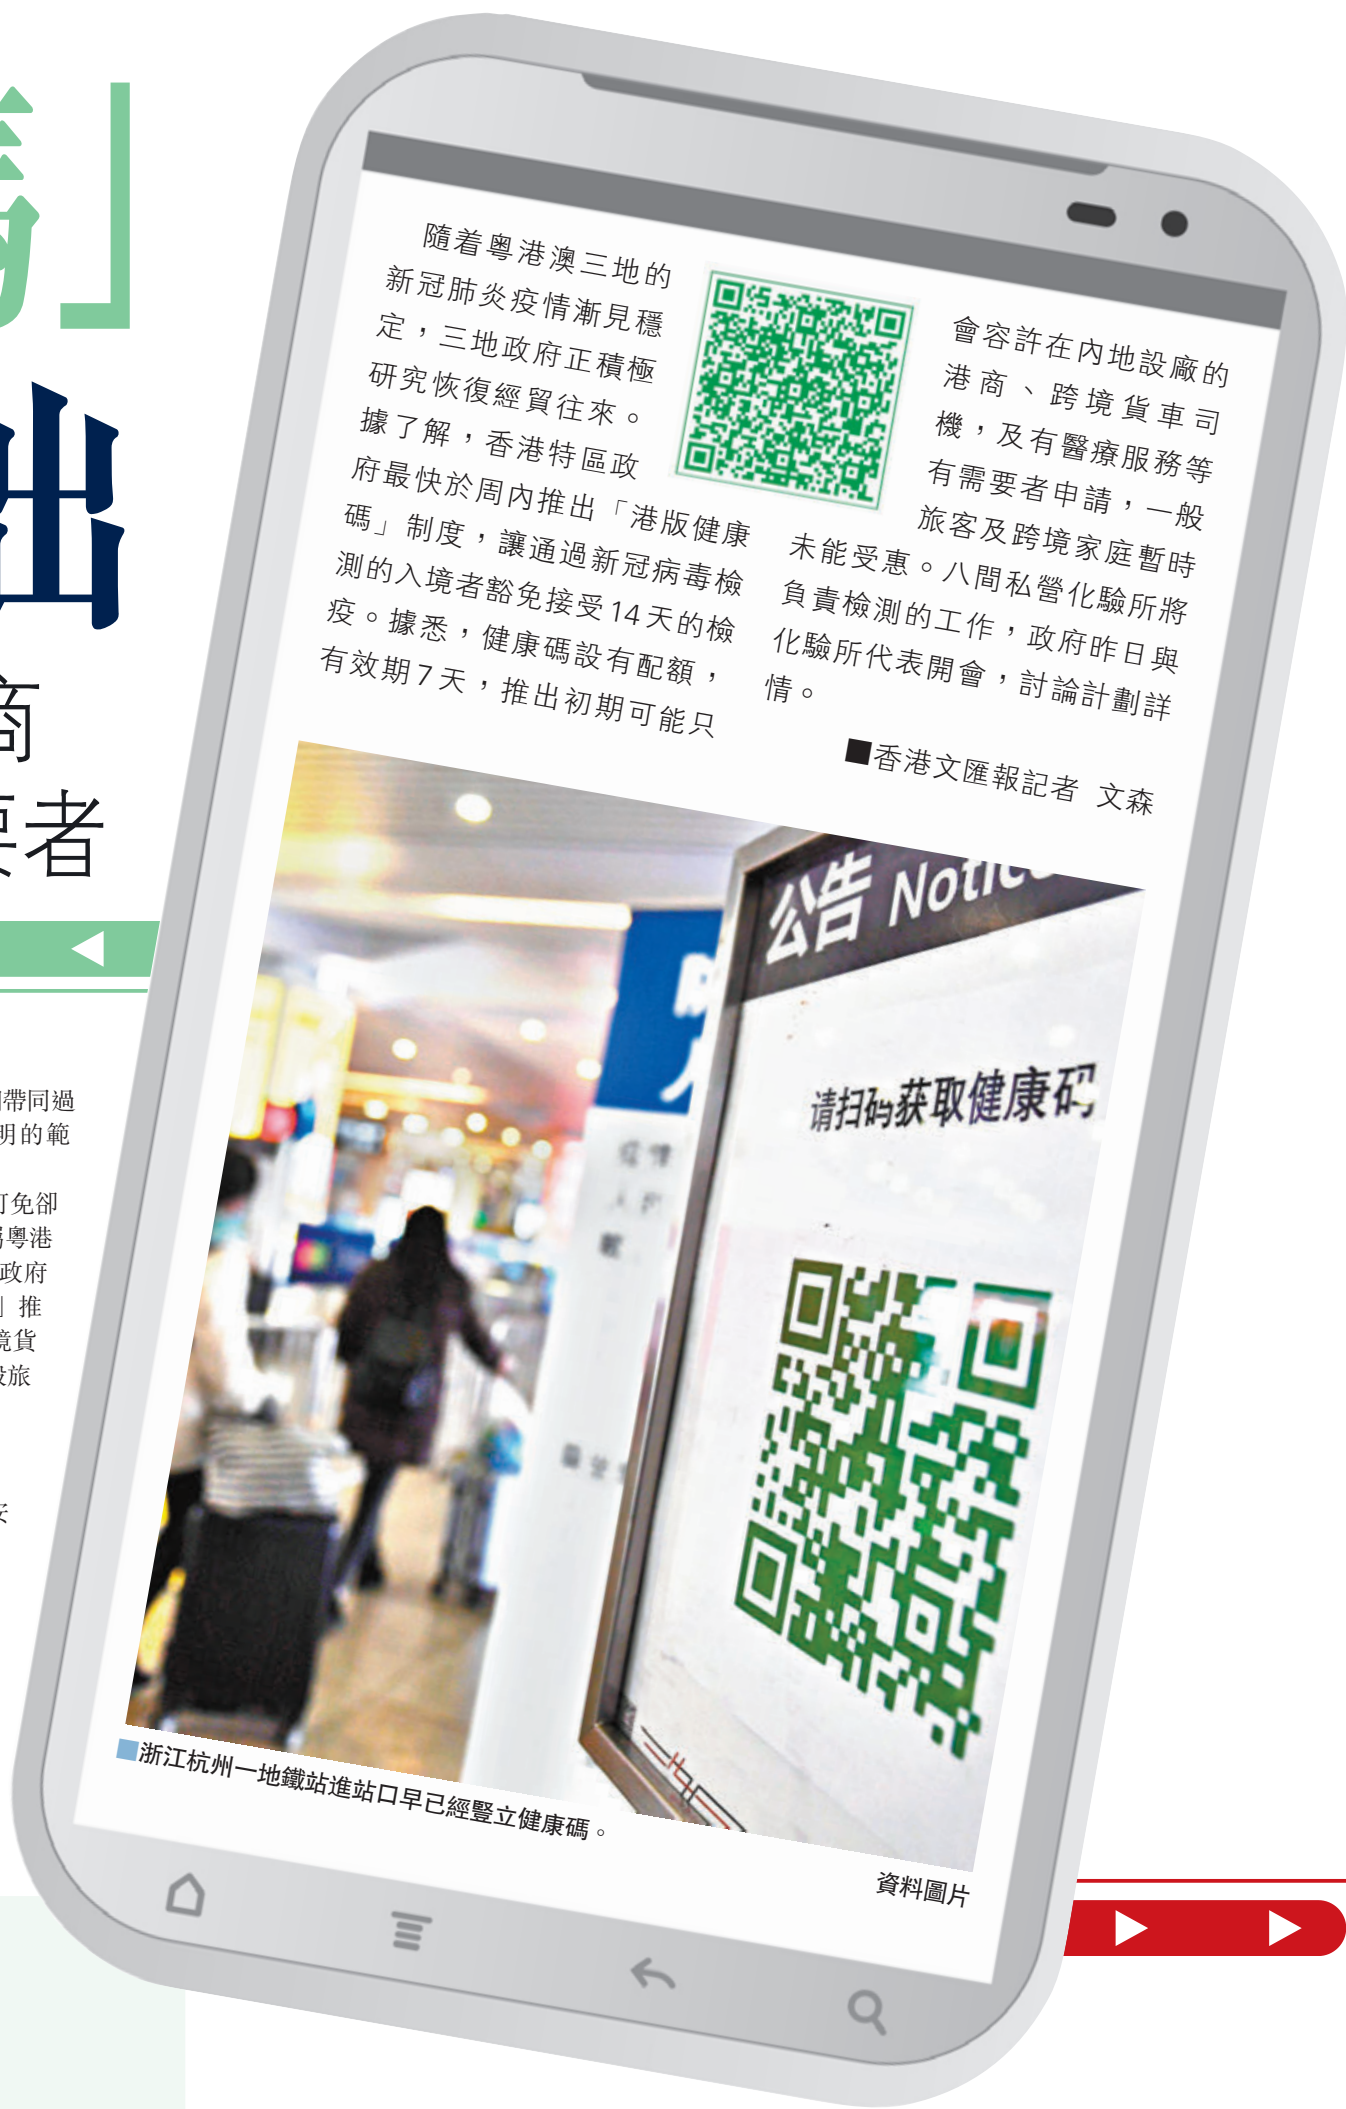 」
出
商
要者
帶同過
明的範
可免卻
粵港
政府
」推
境貨
旅
隨着粵港澳三地的
新冠肺炎疫情漸見穩
定，三地政府正積極
研究恢復經貿往來。
據了解，香港特區政
府最快於周內推出「港版健康
碼」制度，讓通過新冠病毒檢
測的入境者豁免接受14天的檢
疫。據悉，健康碼設有配額，
有效期7天，推出初期可能只
會容許在內地設廠的
港商、跨境貨車司
機，及有醫療服務等
有需要者申請，一般
旅客及跨境家庭暫時
未能受惠。八間私營化驗所將
負責檢測的工作，政府昨日與
化驗所代表開會，討論計劃詳
情。
■香港文匯報記者 文森
公告 Notice
请扫码获取健康码
■浙江杭州一地鐵站進站口早已經豎立健康碼。
資料圖片